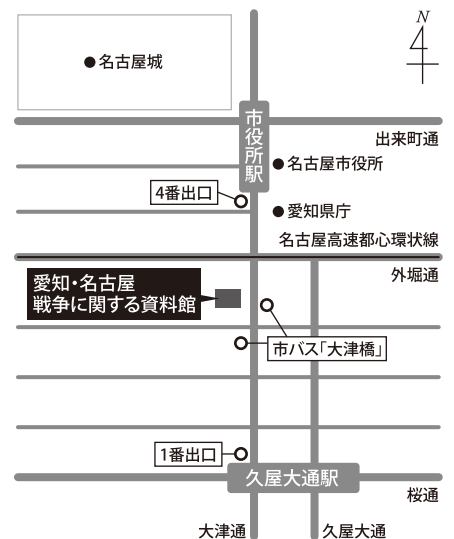 N
名古屋城
市役所駅
出来町通
名古屋市役所
4番出口
愛知県庁
名古屋高速都心環状線
外堀通
愛知・名古屋
戦争に関する資料館
市バス「大津橋」
1番出口
久屋大通駅
桜通
大津通
久屋大通